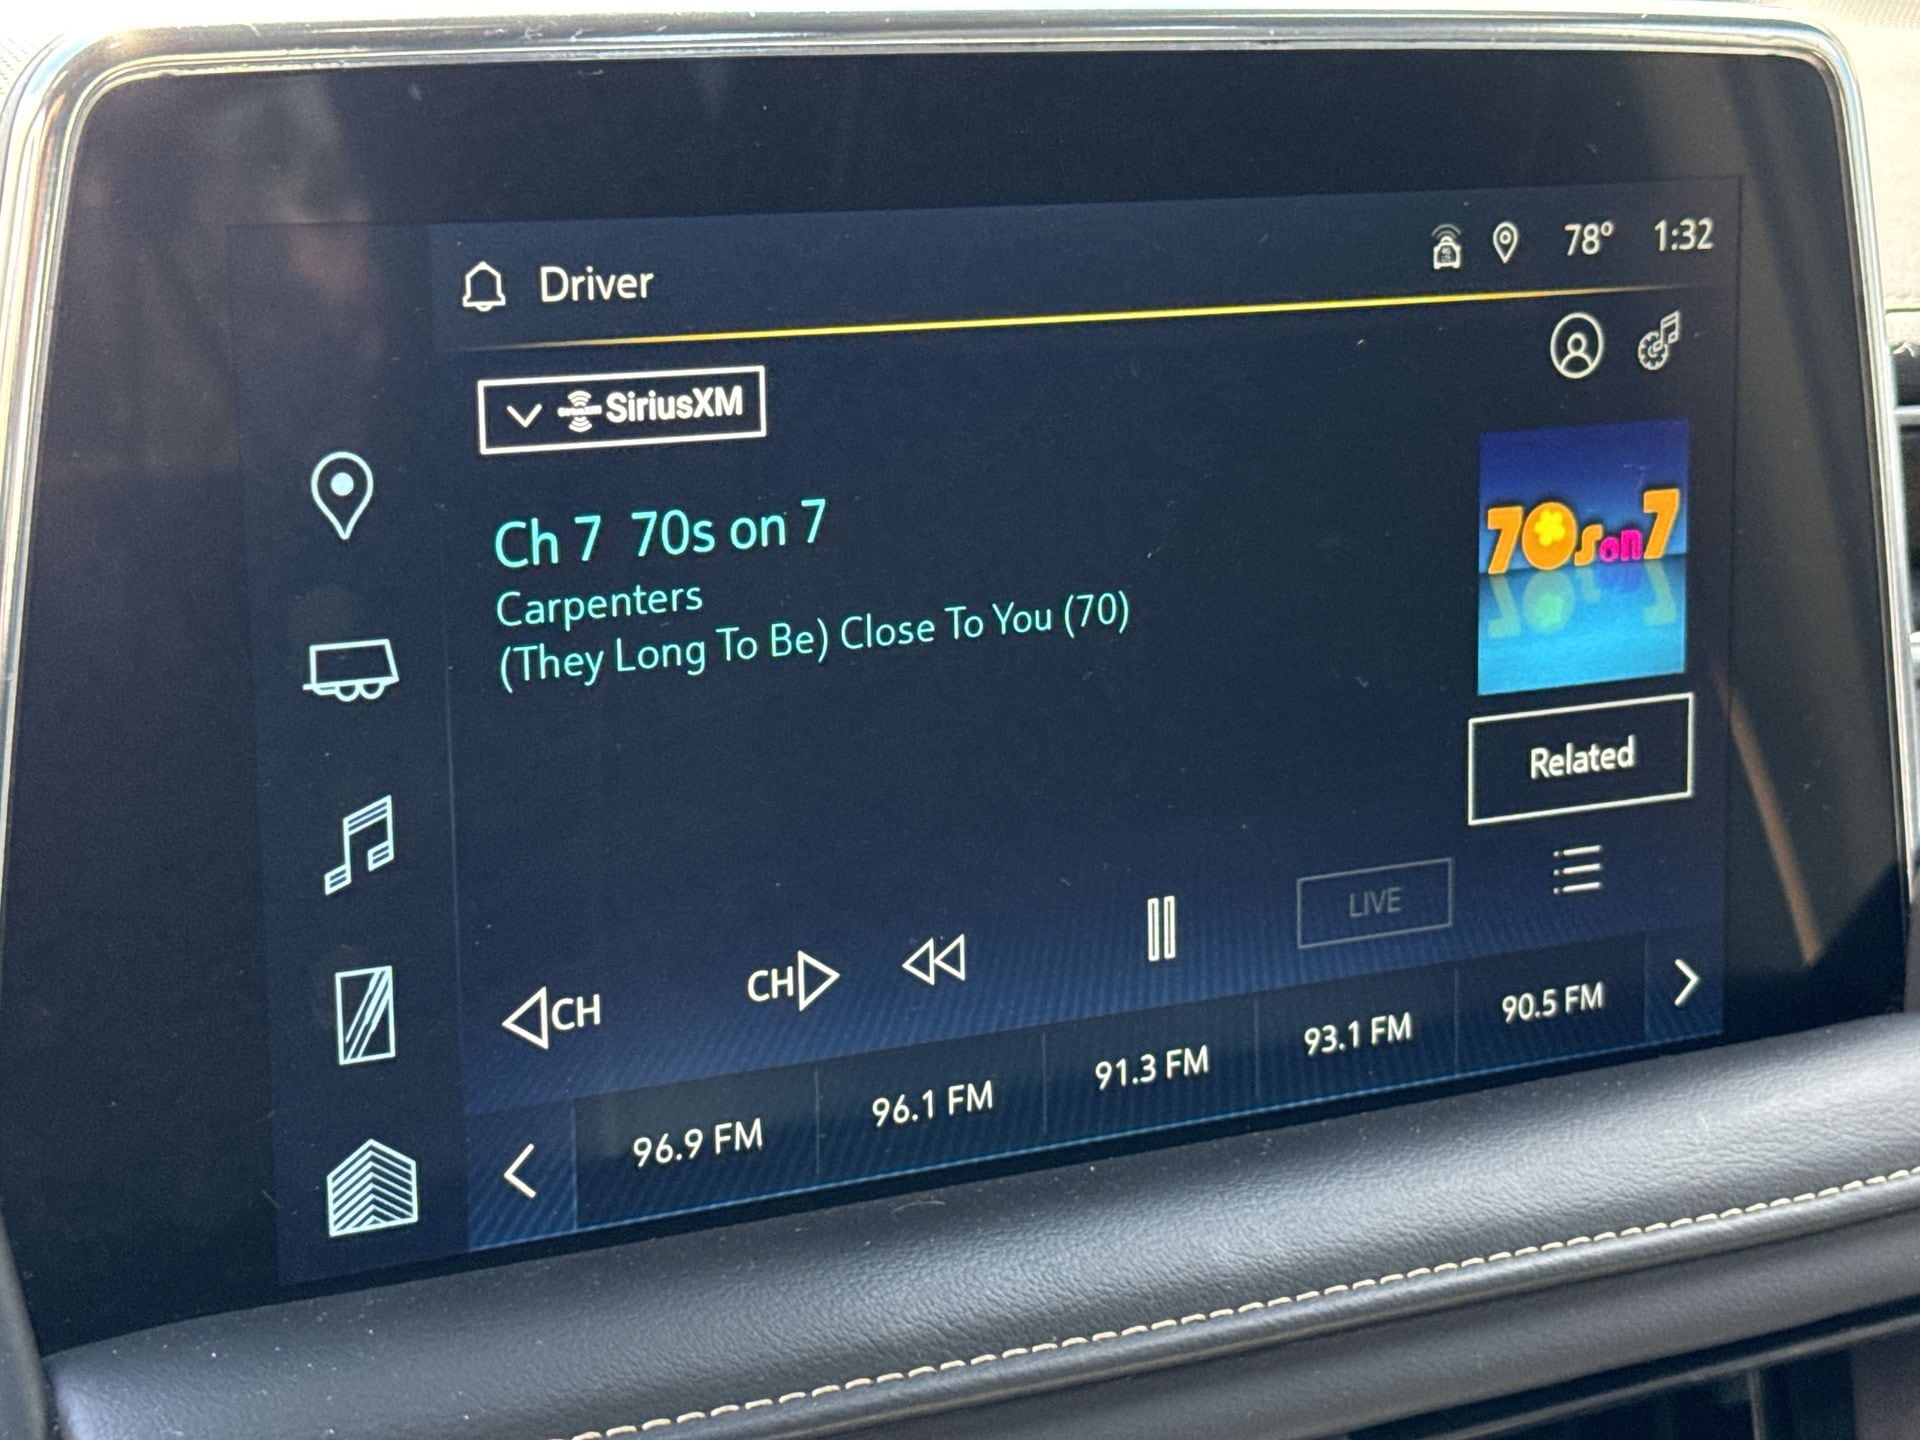 Driver
78° 1:32
SiriusXM
Ch 7 70s on 7
Carpenters
(They Long To Be) Close To You (70)
70s on 7
Related
LIVE
CH CH
96.9 FM 96.1 FM 91.3 FM 93.1 FM 90.5 FM